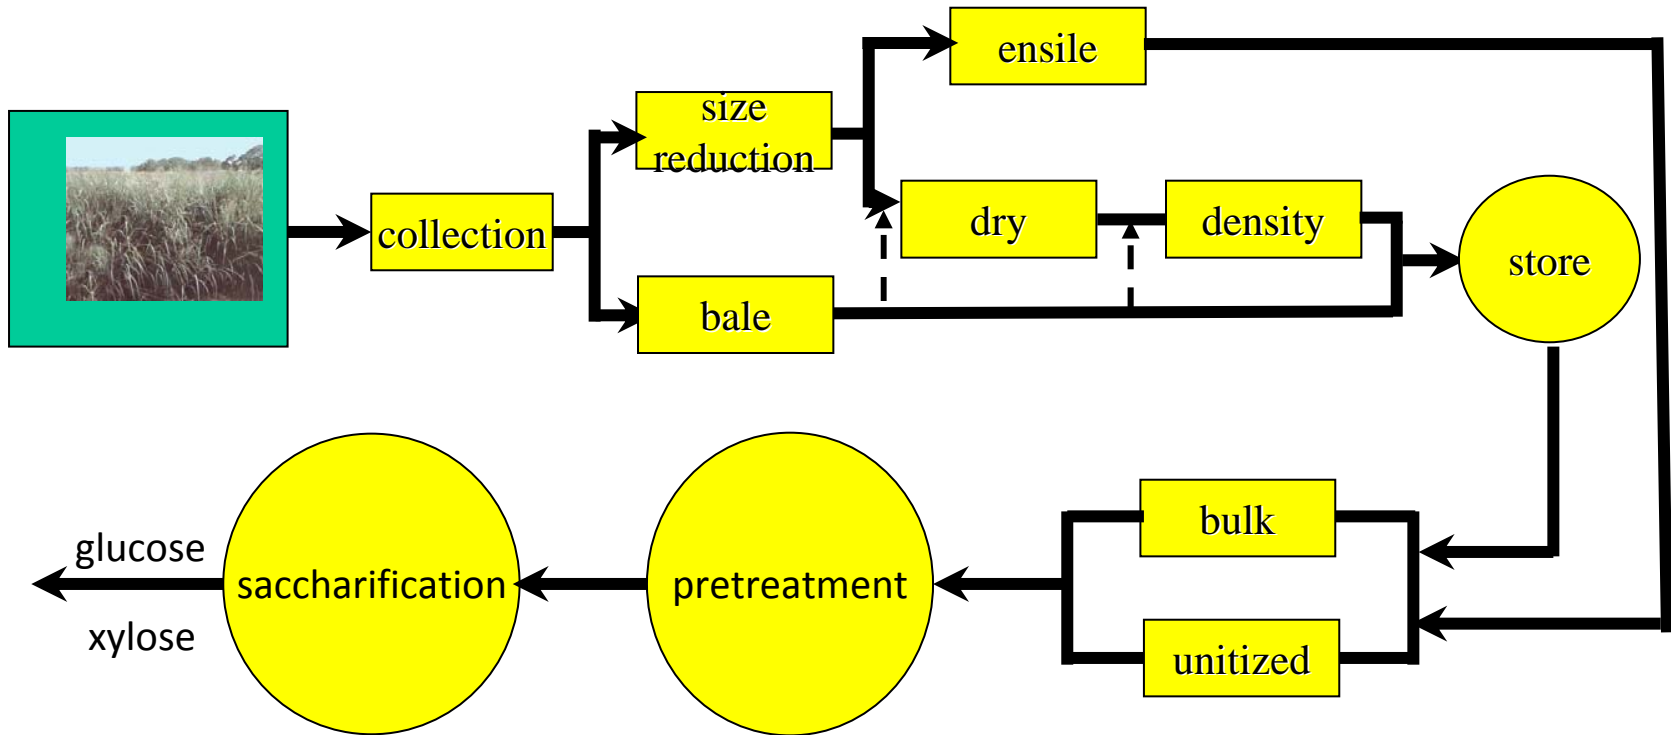 ensile
size
reduction
collection
dry
density
store
bale
bulk
glucose
saccharification
pretreatment
xylose
unitized